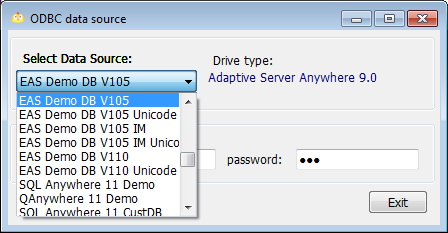 ODBC data source
Select Data Source:
Drive type:
EAS Demo DB V105
Adaptive Server Anywhere 9.0
EAS Demo DB V105
EAS Demo DB V105 Unicode
EAS Demo DB V105 IM
EAS Demo DB V105 IM Unico
EAS Demo DB V110
EAS Demo DB V110 Unicode
SQL Anywhere 11 Demo
QAnywhere 11 Demo
SQL Anywhere 11 CustDB
password:
Exit